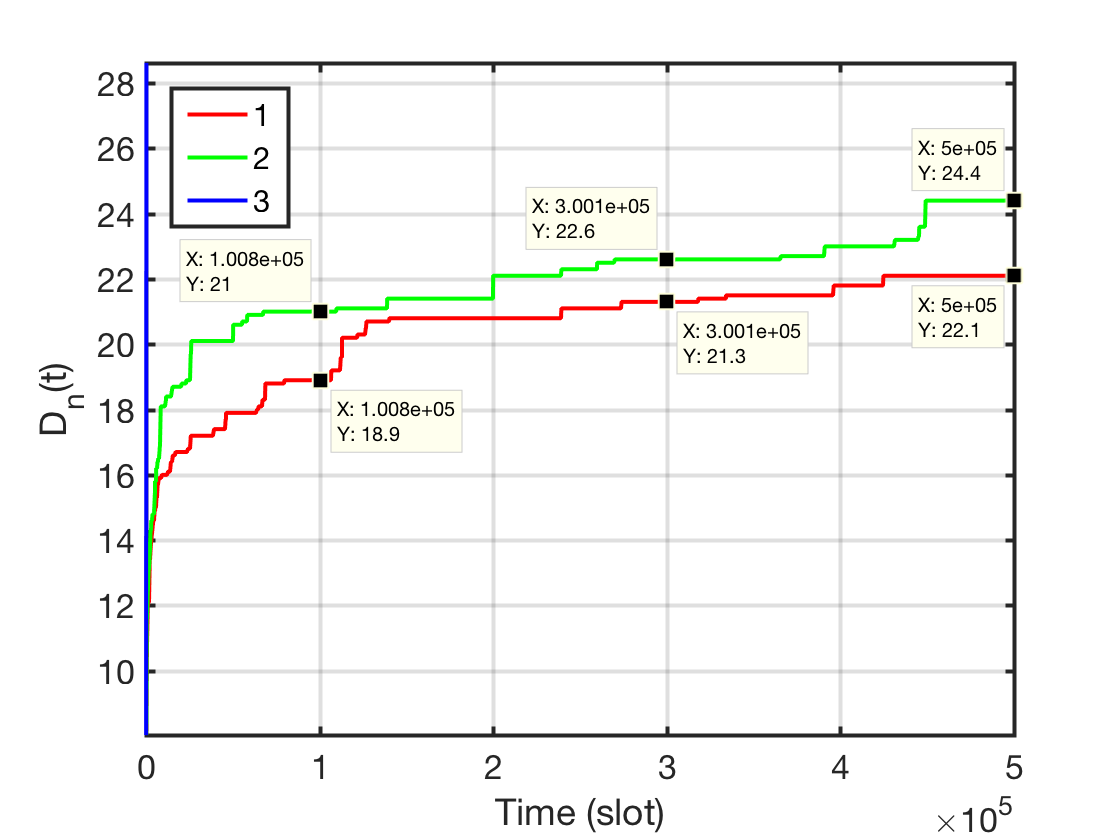 28
26
24
22
20
18
16
14
12
10
D_n(t)
1
2
3
X: 1.008e+05
Y: 21
X: 3.001e+05
Y: 22.6
X: 5e+05
Y: 24.4
X: 1.008e+05
Y: 18.9
X: 3.001e+05
Y: 21.3
X: 5e+05
Y: 22.1
0 1 2 3 4 5
Time (slot)
×10^5